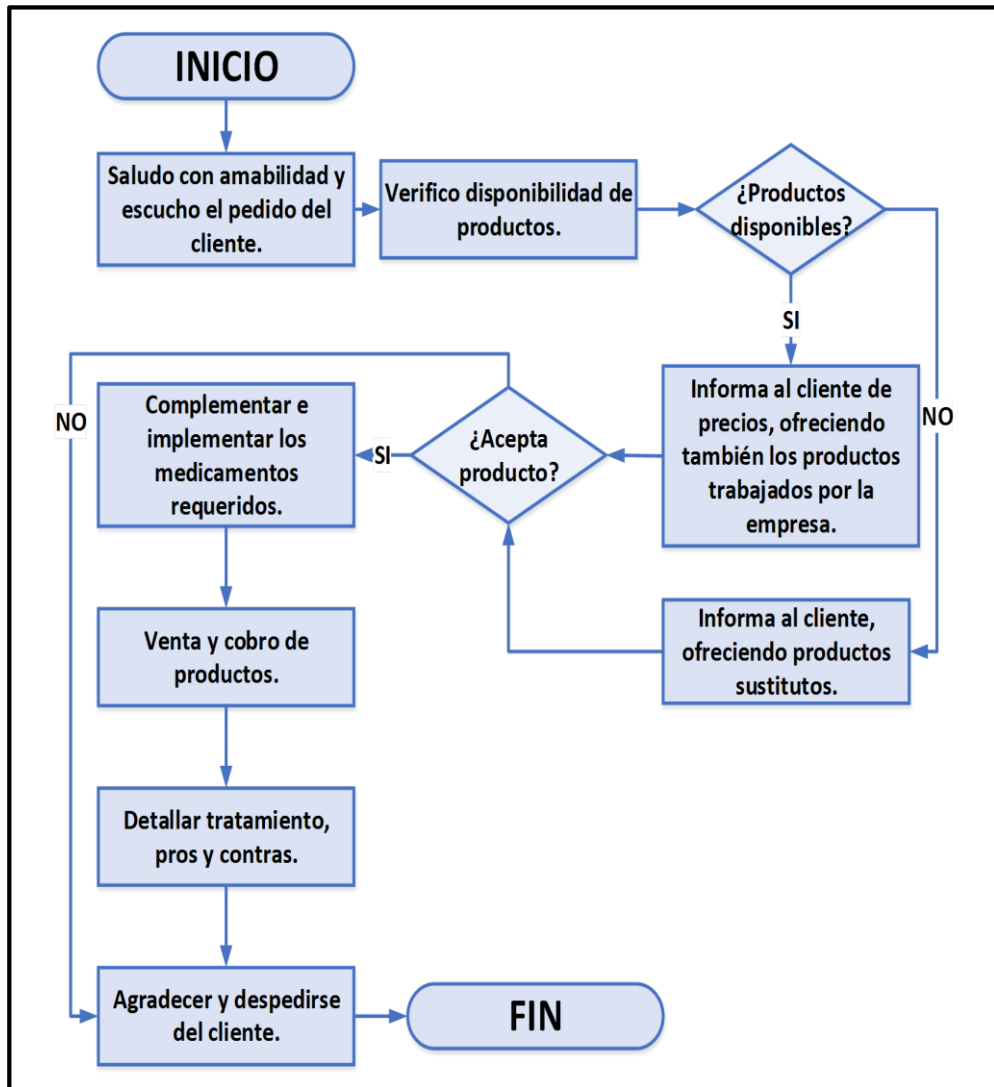 INICIO
Saludo con amabilidad y
escucho el pedido del
cliente.
Verifico disponibilidad de
productos.
¿Productos
disponibles?
SI
NO
Informa al cliente de
precios, ofreciendo
también los productos
trabajados por la
empresa.
Informa al cliente,
ofreciendo productos
sustitutos.
¿Acepta
producto?
SI
NO
Complementar e
implementar los
medicamentos
requeridos.
Venta y cobro de
productos.
Detallar tratamiento,
pros y contras.
Agradecer y despedirse
del cliente.
FIN